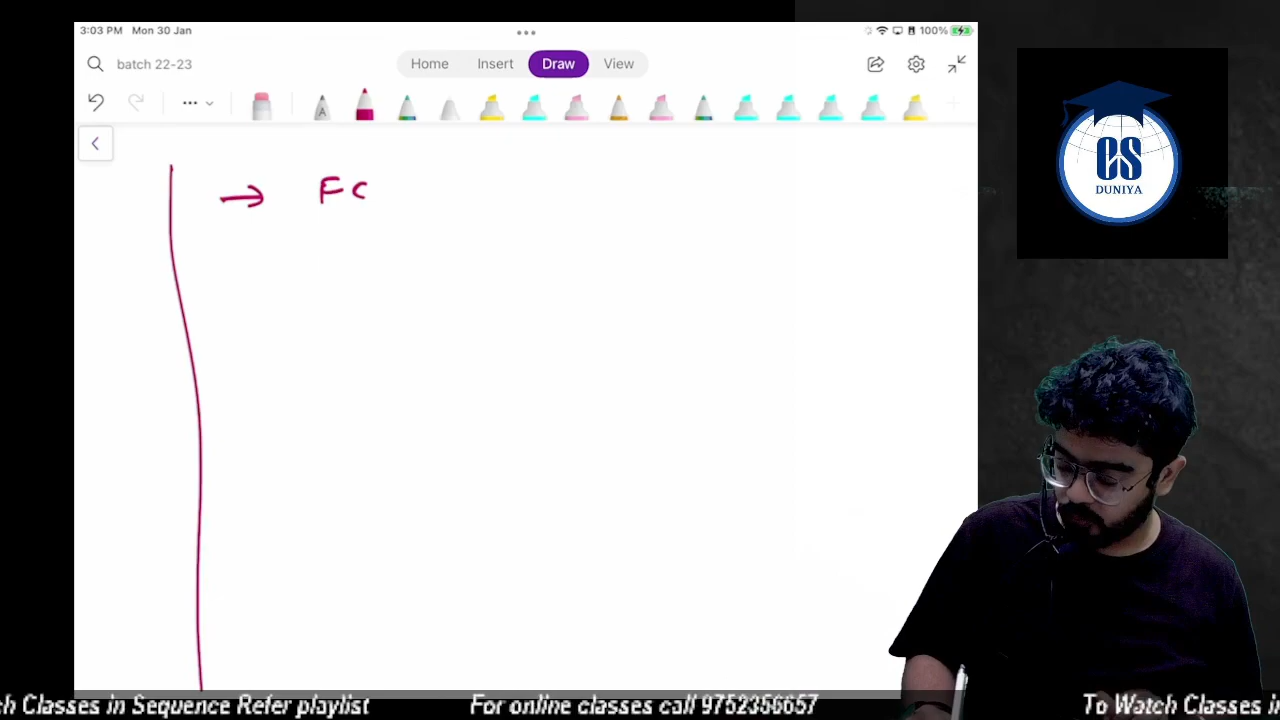 3:03 PM Mon 30 Jan
100%
batch 22-23
Home Insert Draw View
A
→ FC
CS
DUNIYA
ch Classes in Sequence Refer playlist For online classes call 9752356657 To Watch Classes i